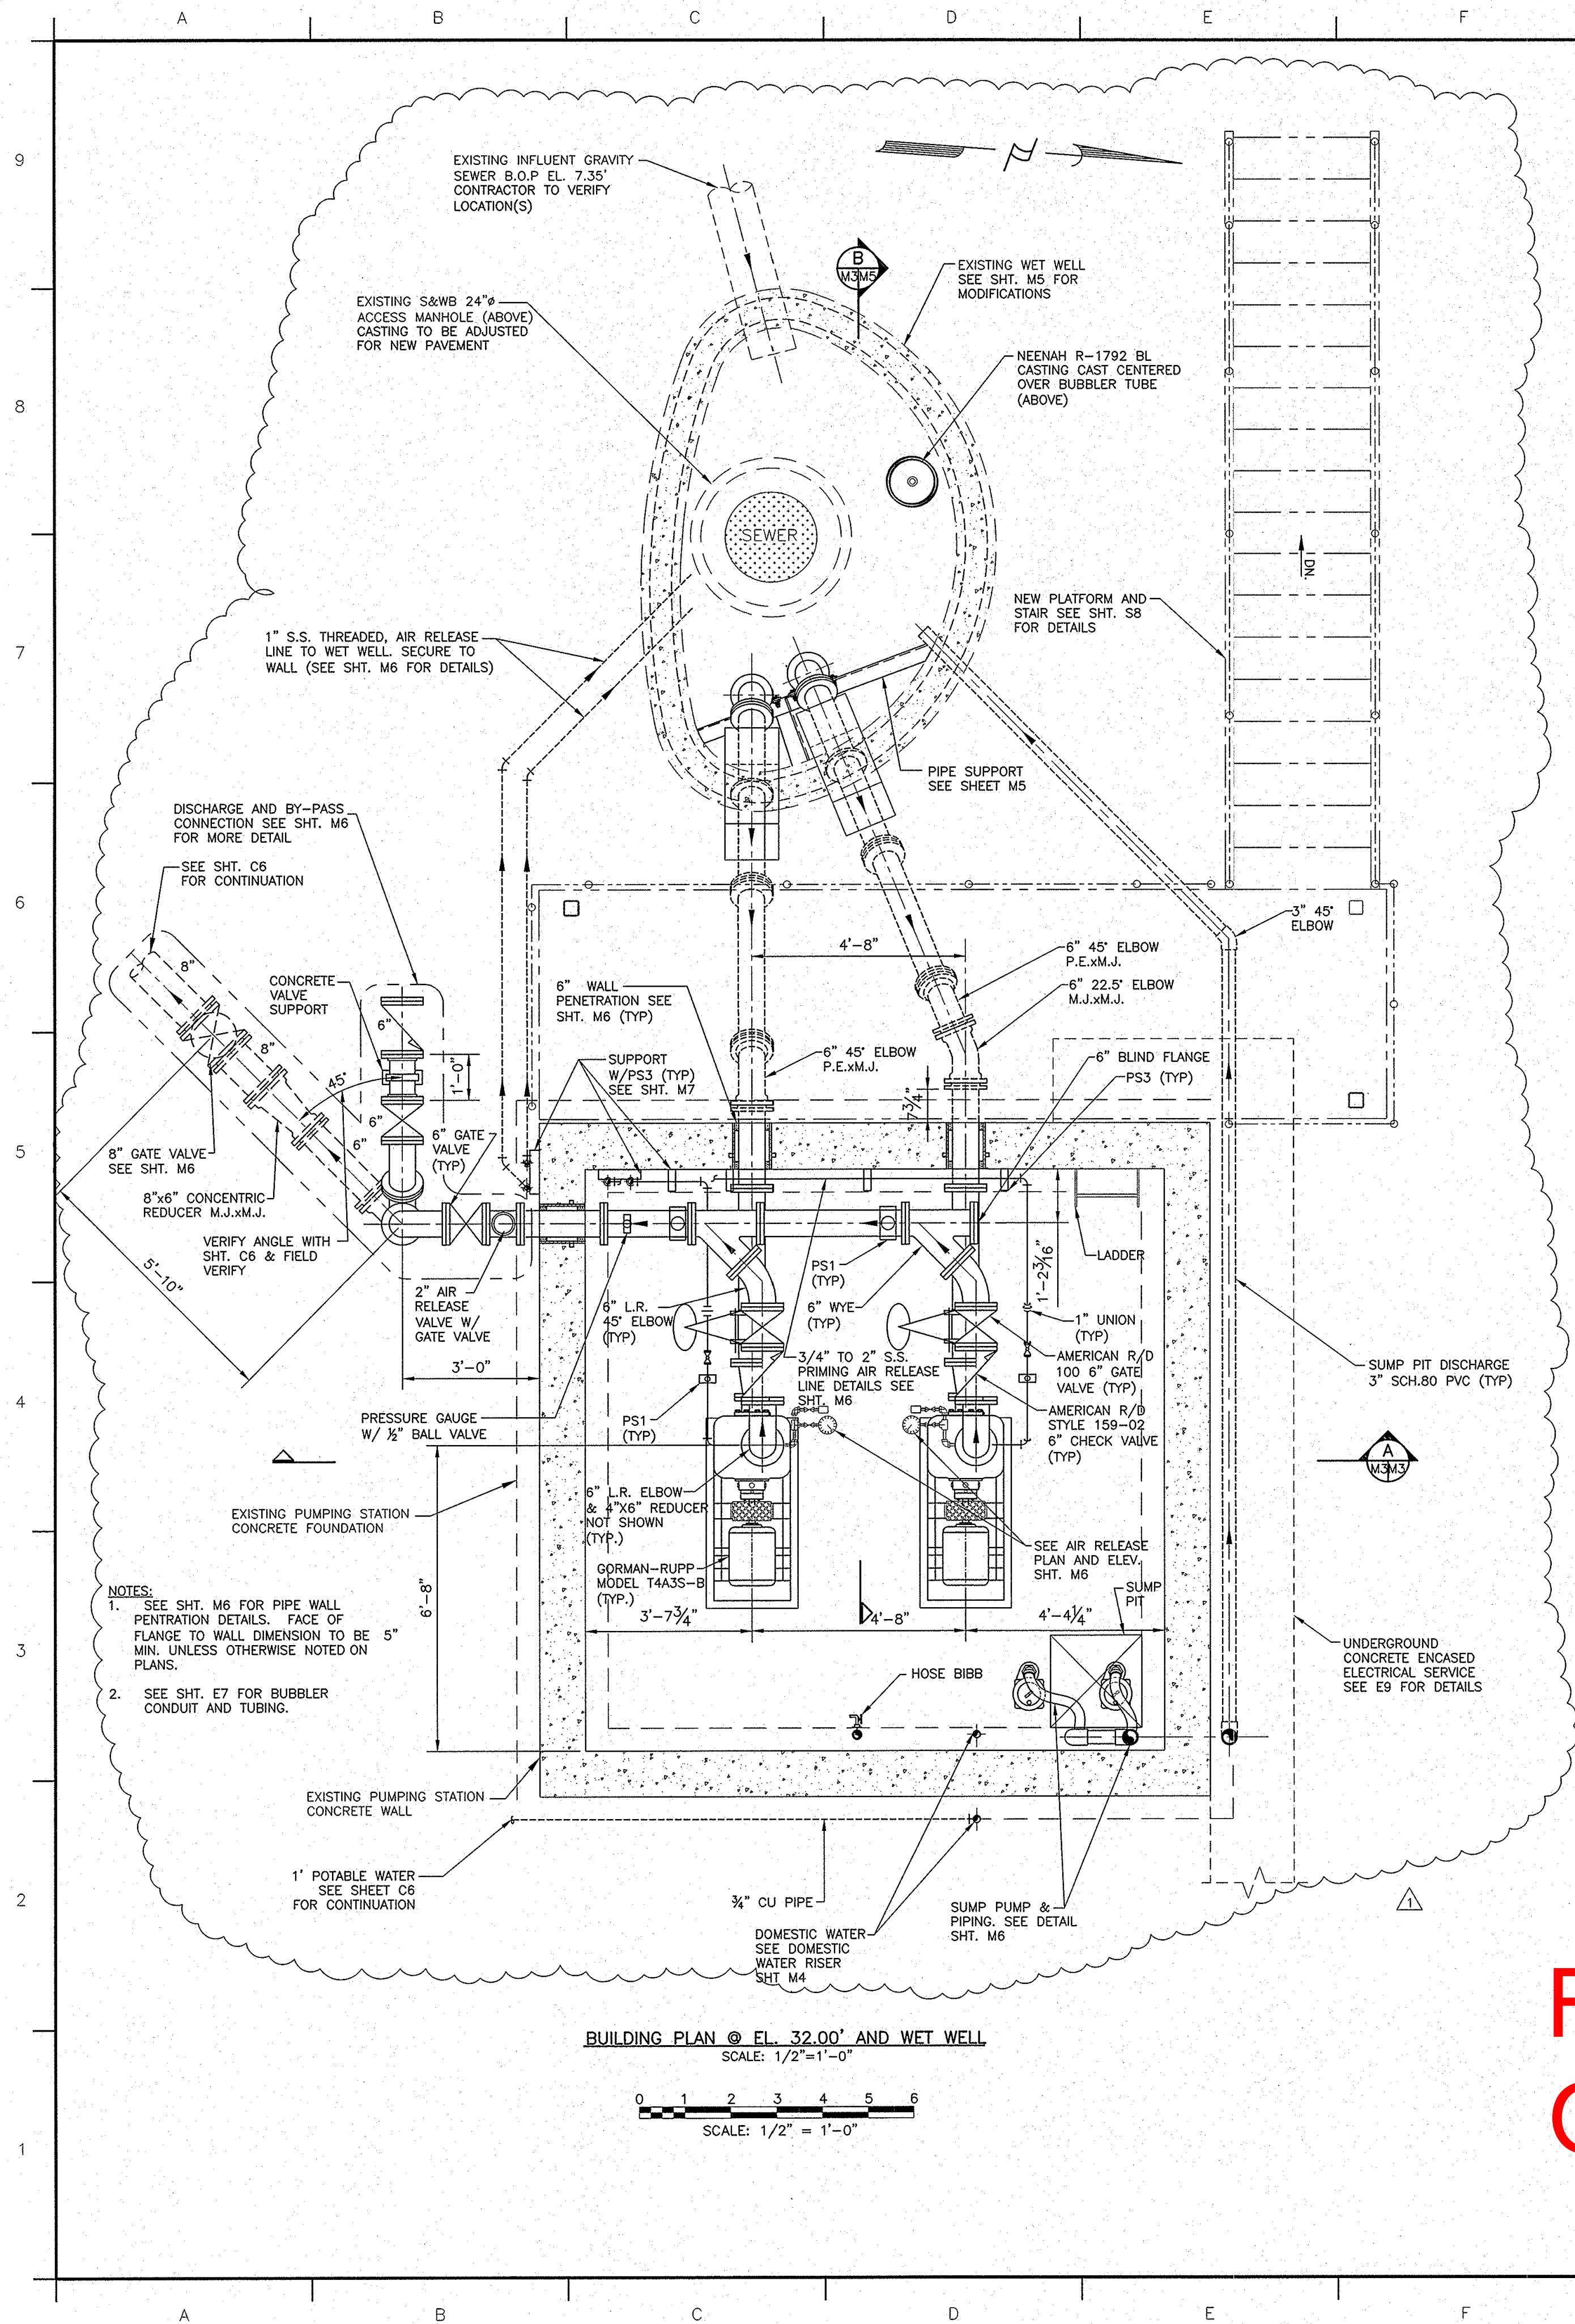 A B C D E F
9
EXISTING INFLUENT GRAVITY
SEWER B.O.P EL. 7.35'
CONTRACTOR TO VERIFY
LOCATION(S)
B
M3 M5
EXISTING WET WELL
SEE SHT. M5 FOR
MODIFICATIONS
EXISTING S&WB 24"ø
ACCESS MANHOLE (ABOVE)
CASTING TO BE ADJUSTED
FOR NEW PAVEMENT
NEENAH R-1792 BL
CASTING CAST CENTERED
OVER BUBBLER TUBE
(ABOVE)
8
SEWER
DN.
NEW PLATFORM AND
STAIR SEE SHT. S8
FOR DETAILS
1" S.S. THREADED, AIR RELEASE
LINE TO WET WELL. SECURE TO
WALL (SEE SHT. M6 FOR DETAILS)
7
PIPE SUPPORT
SEE SHEET M5
DISCHARGE AND BY-PASS
CONNECTION SEE SHT. M6
FOR MORE DETAIL
SEE SHT. C6
FOR CONTINUATION
6
3" 45°
ELBOW
4'-8"
6" 45° ELBOW
P.E.xM.J.
6" 22.5° ELBOW
M.J.xM.J.
8"
CONCRETE
VALVE
SUPPORT
6" WALL
PENETRATION SEE
SHT. M6 (TYP)
6"
8"
45°
1'-0"
SUPPORT
W/PS3 (TYP)
SEE SHT. M7
6" 45° ELBOW
P.E.xM.J.
6" BLIND FLANGE
PS3 (TYP)
7¾"
6"
6"
6" GATE
VALVE
(TYP)
5
8" GATE VALVE
SEE SHT. M6
8"x6" CONCENTRIC
REDUCER M.J.xM.J.
VERIFY ANGLE WITH
SHT. C6 & FIELD
VERIFY
5'-10"
2" AIR
RELEASE
VALVE W/
GATE VALVE
LADDER
PS1
(TYP)
1'-2 3/16"
6" L.R.
45° ELBOW
(TYP)
6" WYE
(TYP)
1" UNION
(TYP)
3'-0"
3/4" TO 2" S.S.
PRIMING AIR RELEASE
LINE DETAILS SEE
SHT. M6
AMERICAN R/D
100 6" GATE
VALVE (TYP)
SUMP PIT DISCHARGE
3" SCH.80 PVC (TYP)
4
PRESSURE GAUGE
W/ ½" BALL VALVE
PS1
(TYP)
AMERICAN R/D
STYLE 159-02
6" CHECK VALVE
(TYP)
A
M3 M3
6" L.R. ELBOW
& 4"X6" REDUCER
NOT SHOWN
(TYP.)
EXISTING PUMPING STATION
CONCRETE FOUNDATION
SEE AIR RELEASE
PLAN AND ELEV.
SHT. M6
GORMAN-RUPP
MODEL T4A3S-B
(TYP.)
SUMP
PIT
6'-8"
3'-7¾"
4'-8"
4'-4¼"
NOTES:
1. SEE SHT. M6 FOR PIPE WALL
PENTRATION DETAILS. FACE OF
FLANGE TO WALL DIMENSION TO BE 5"
MIN. UNLESS OTHERWISE NOTED ON
PLANS.
2. SEE SHT. E7 FOR BUBBLER
CONDUIT AND TUBING.
3
HOSE BIBB
UNDERGROUND
CONCRETE ENCASED
ELECTRICAL SERVICE
SEE E9 FOR DETAILS
EXISTING PUMPING STATION
CONCRETE WALL
1' POTABLE WATER
SEE SHEET C6
FOR CONTINUATION
2
¾" CU PIPE
DOMESTIC WATER
SEE DOMESTIC
WATER RISER
SHT M4
SUMP PUMP &
PIPING. SEE DETAIL
SHT. M6
1
BUILDING PLAN @ EL. 32.00' AND WET WELL
SCALE: 1/2"=1'-0"
0 1 2 3 4 5 6
SCALE: 1/2" = 1'-0"
1
A B C D E F